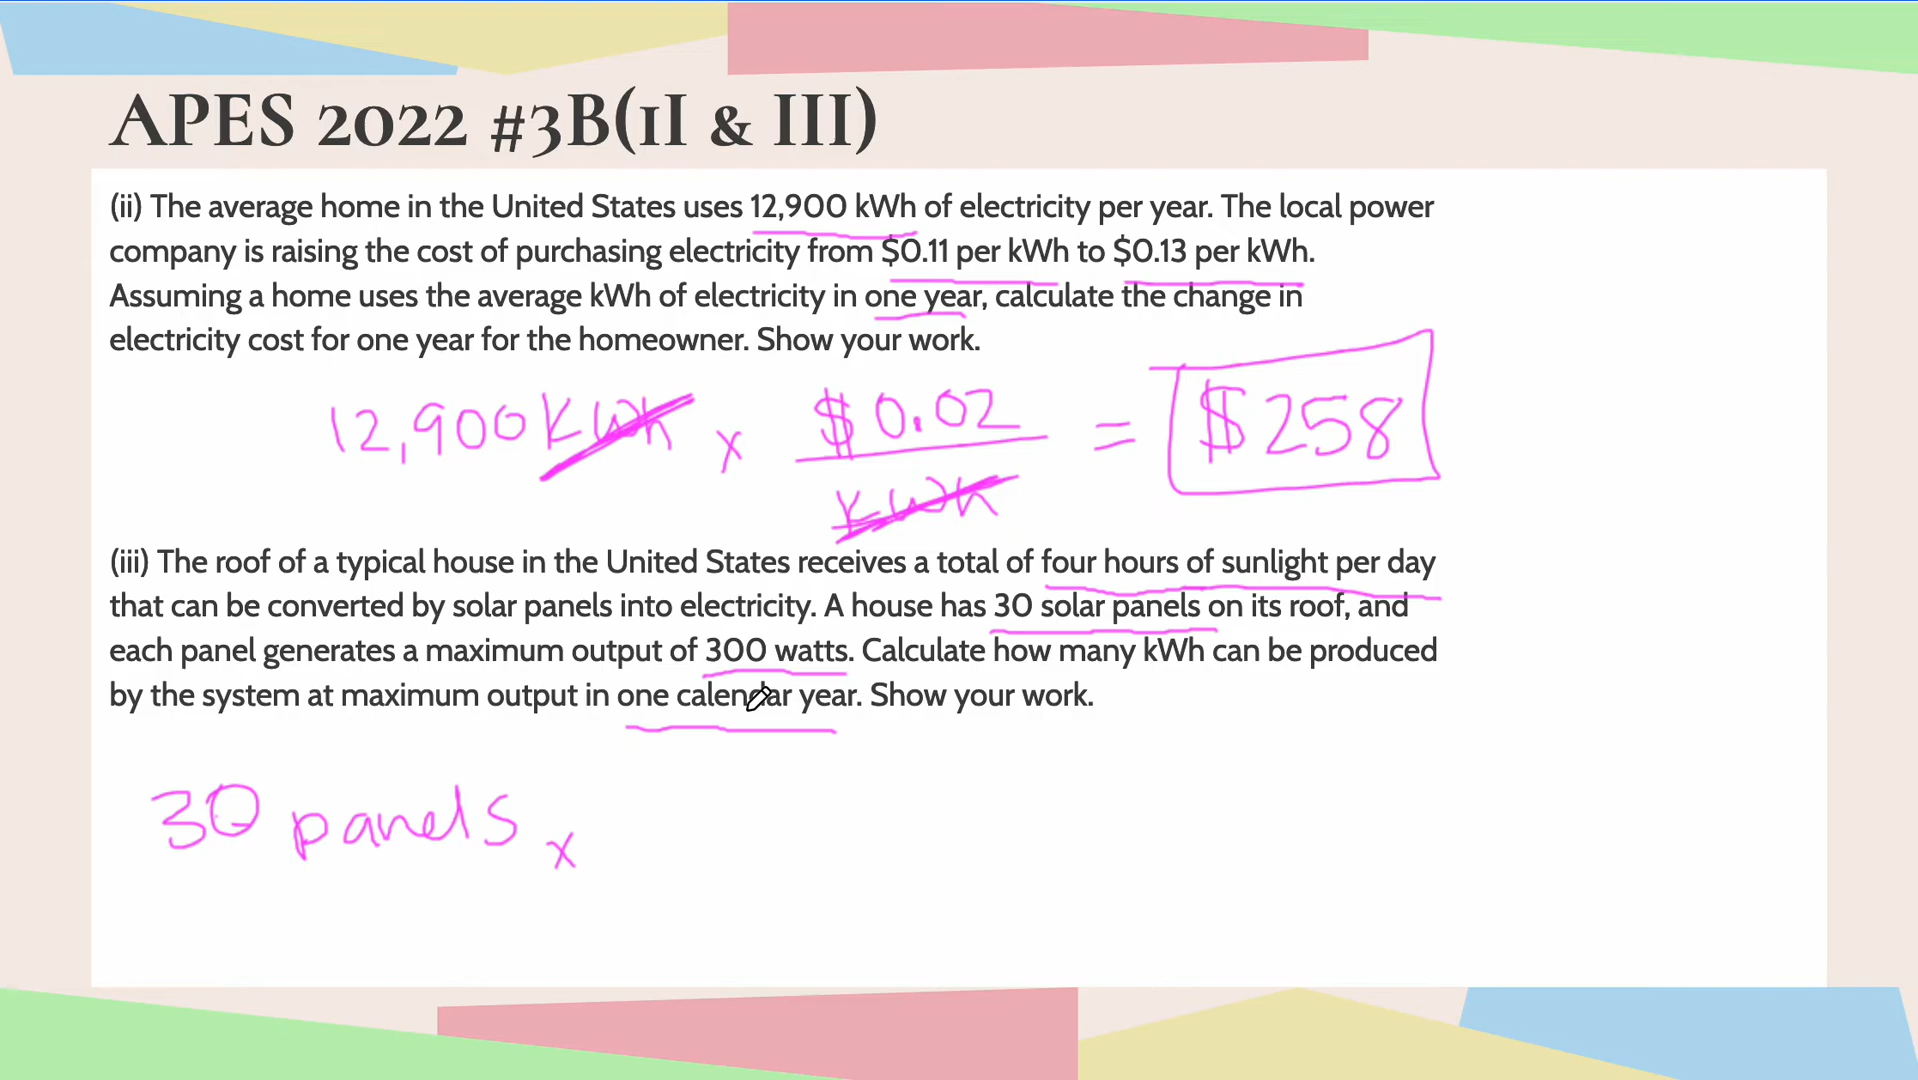 APES 2022 #3B(1I & III)
(ii) The average home in the United States uses 12,900 kWh of electricity per year. The local power
company is raising the cost of purchasing electricity from $0.11 per kWh to $0.13 per kWh.
Assuming a home uses the average kWh of electricity in one year, calculate the change in
electricity cost for one year for the homeowner. Show your work.
12,900 kWh x $0.02 = $258
kWh
(iii) The roof of a typical house in the United States receives a total of four hours of sunlight per day
that can be converted by solar panels into electricity. A house has 30 solar panels on its roof, and
each panel generates a maximum output of 300 watts. Calculate how many kWh can be produced
by the system at maximum output in one calendar year. Show your work.
30 panels x